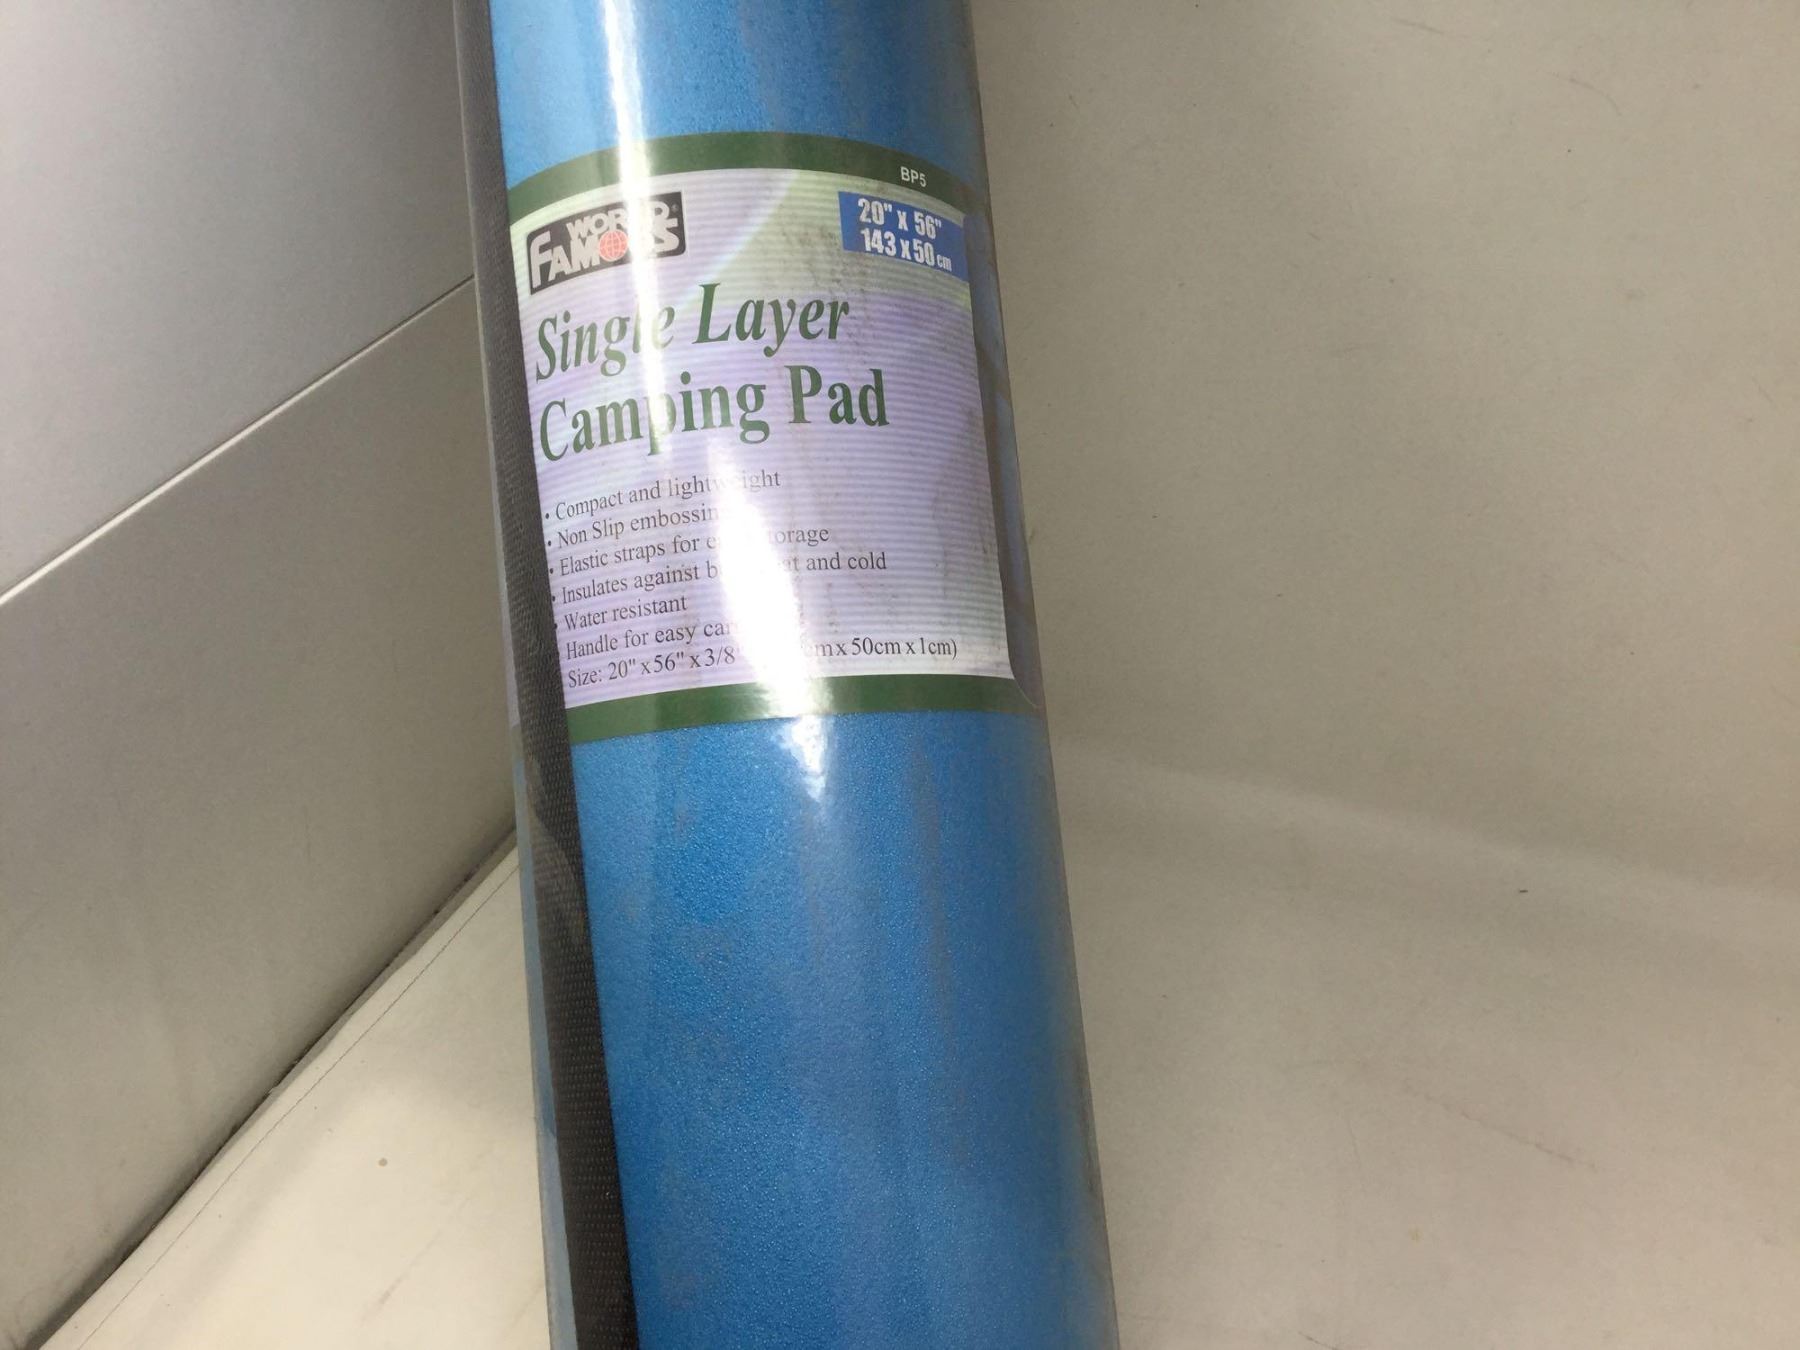 BP5
WORLD®
FAMOUS
20" x 56"
143 x 50 cm
Single Layer
Camping Pad
• Compact and lightweight
• Non Slip embossin
• Elastic straps for torage
• Insulates against and cold
• Water resistant
Handle for easy
Size: 20" x 56" x 3/8" m x 50cm x 1cm)